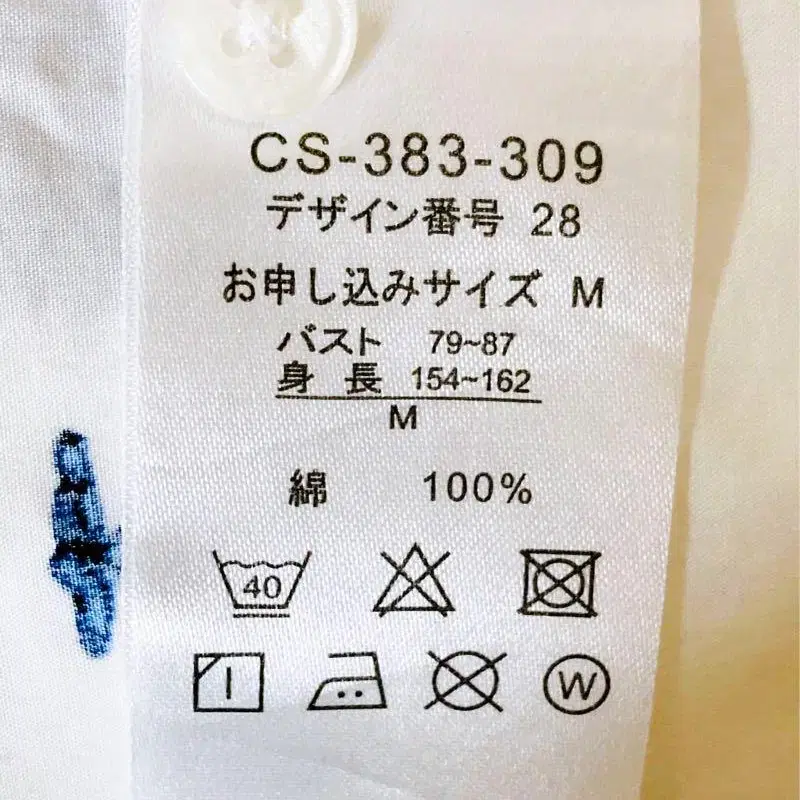 CS-383-309
デザイン番号 28
お申し込みサイズ M
バスト 79~87
身 長 154~162
M
綿 100%
40
W